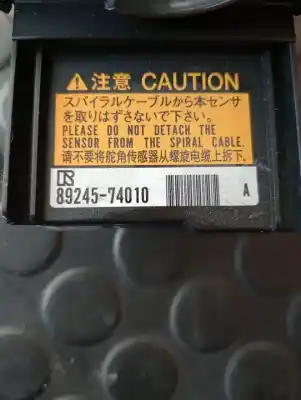 ⚠注意 CAUTION
スパイラルケーブルから本センサ
を取りはずさないで下さい。
PLEASE DO NOT DETACH THE
SENSOR FROM THE SPIRAL CABLE.
请不要将舵角传感器从螺旋电缆上拆下.
89245-74010 A